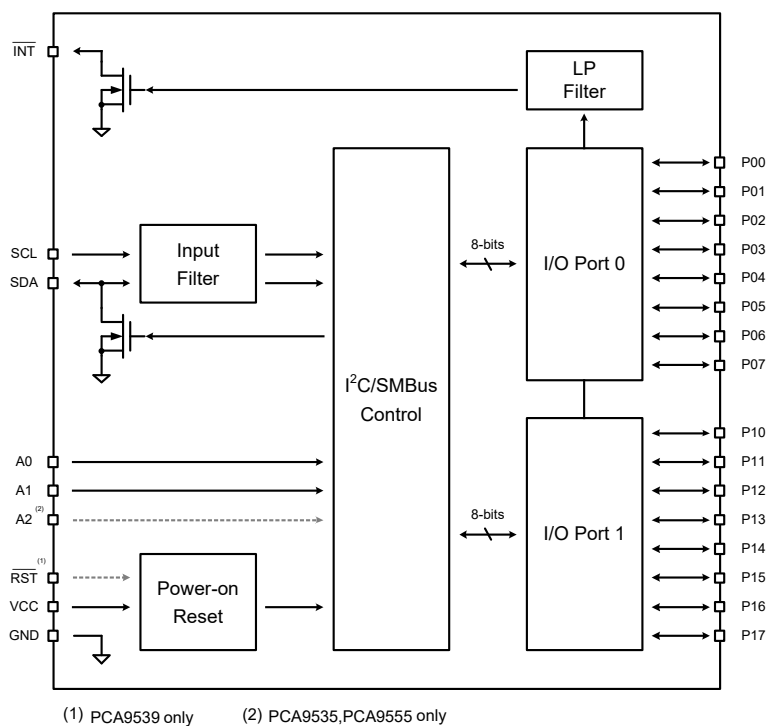 INT
LP
Filter
P00
P01
P02
P03
P04
P05
P06
P07
SCL
SDA
Input
Filter
8-bits
I/O Port 0
I²C/SMBus
Control
P10
P11
P12
P13
P14
P15
P16
P17
A0
A1
A2(2)
8-bits
I/O Port 1
RST(1)
VCC
GND
Power-on
Reset
(1) PCA9539 only (2) PCA9535,PCA9555 only